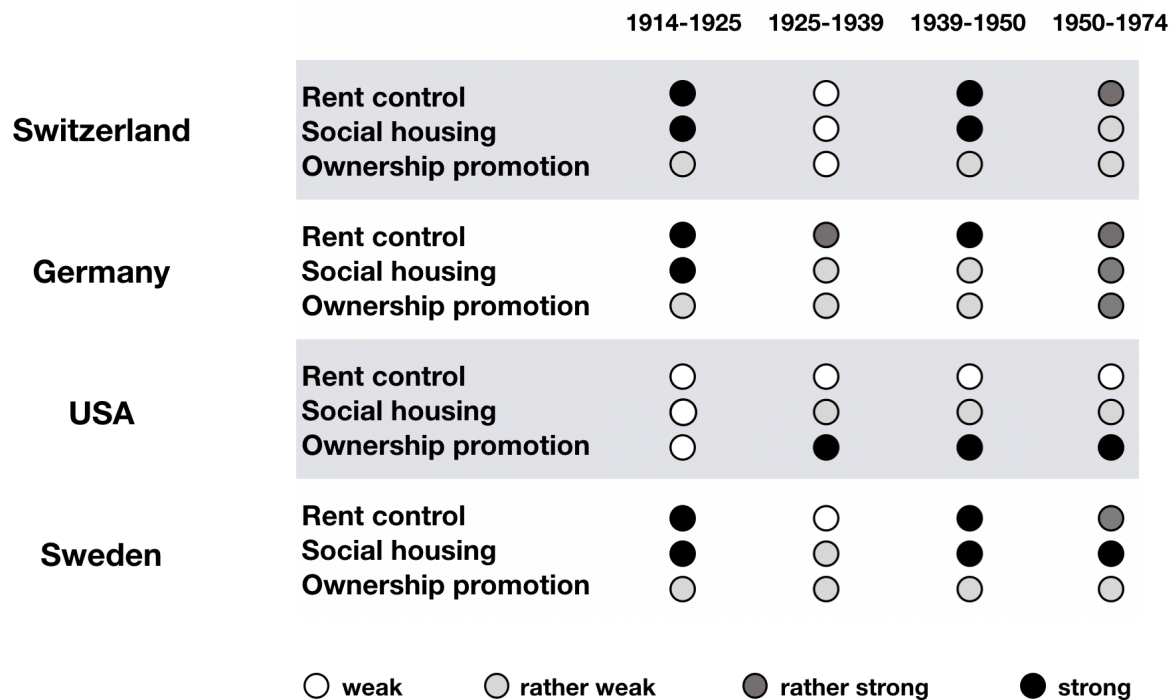 1914-1925 1925-1939 1939-1950 1950-1974
Switzerland
Rent control
Social housing
Ownership promotion
Germany
Rent control
Social housing
Ownership promotion
USA
Rent control
Social housing
Ownership promotion
Sweden
Rent control
Social housing
Ownership promotion
weak rather weak rather strong strong